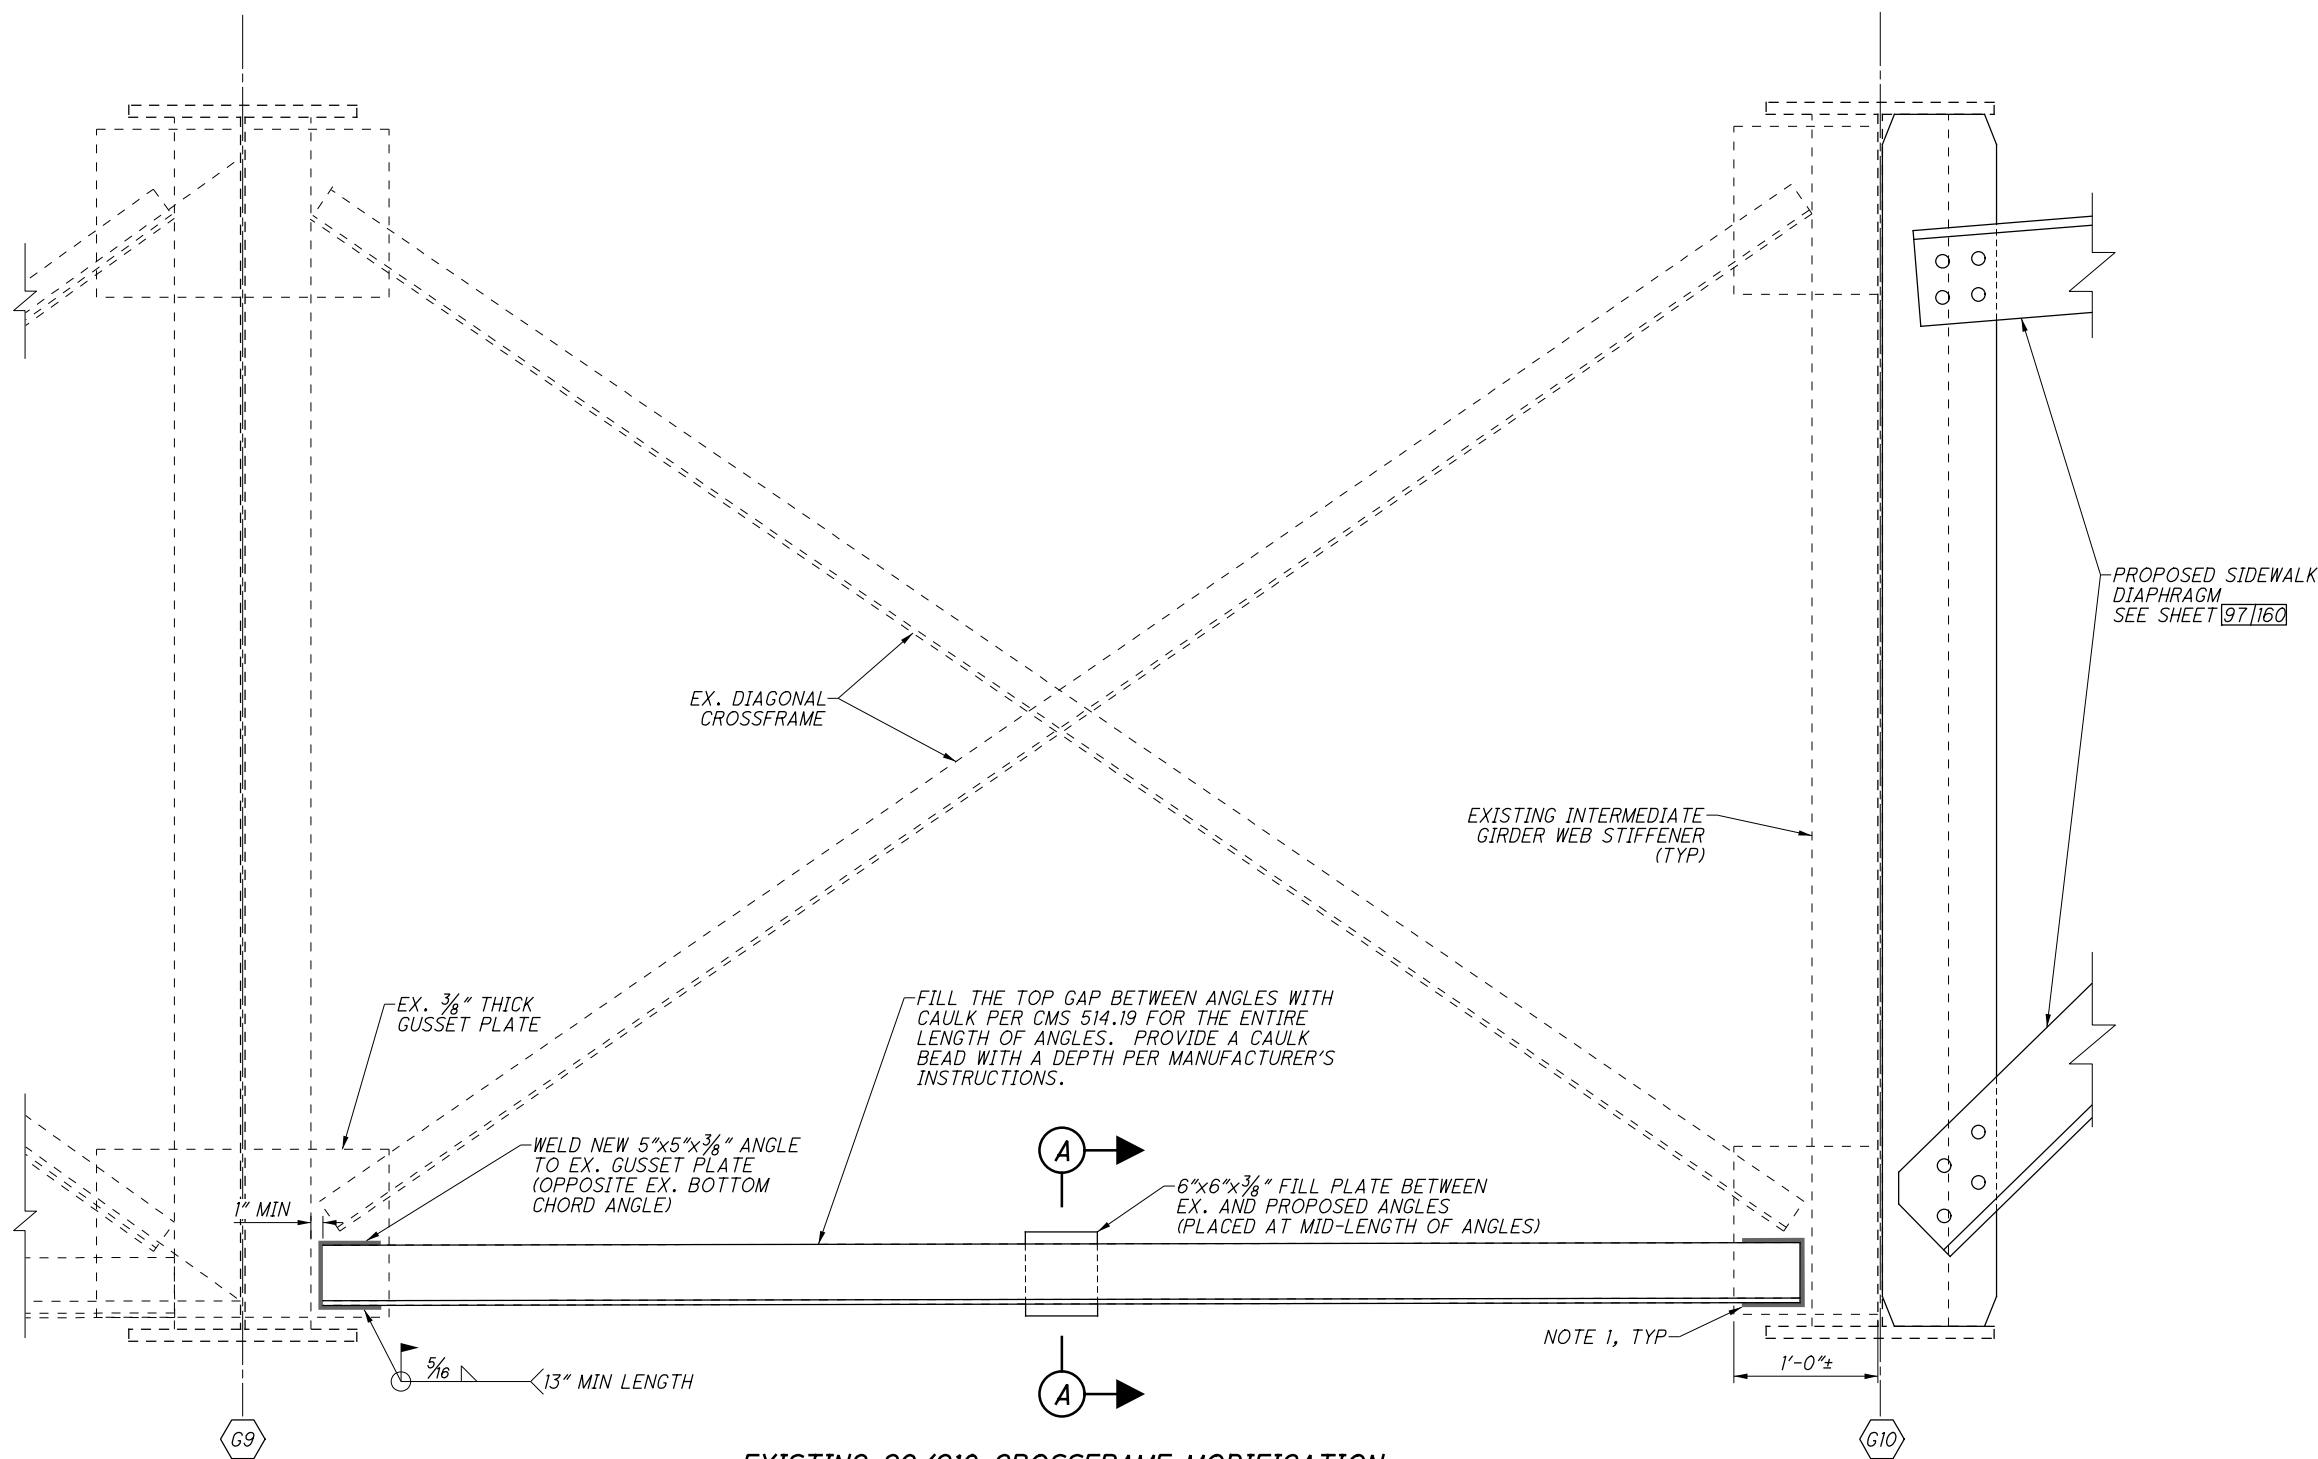 PROPOSED SIDEWALK
DIAPHRAGM
SEE SHEET 97/160
EX. DIAGONAL
CROSSFRAME
EXISTING INTERMEDIATE
GIRDER WEB STIFFENER
(TYP)
EX. 3/8" THICK
GUSSET PLATE
FILL THE TOP GAP BETWEEN ANGLES WITH
CAULK PER CMS 514.19 FOR THE ENTIRE
LENGTH OF ANGLES. PROVIDE A CAULK
BEAD WITH A DEPTH PER MANUFACTURER'S
INSTRUCTIONS.
WELD NEW 5"x5"x3/8" ANGLE
TO EX. GUSSET PLATE
(OPPOSITE EX. BOTTOM
CHORD ANGLE)
A
6"x6"x3/8" FILL PLATE BETWEEN
EX. AND PROPOSED ANGLES
(PLACED AT MID-LENGTH OF ANGLES)
1" MIN
NOTE 1, TYP
1'-0"±
5/16
13" MIN LENGTH
A
G9
G10